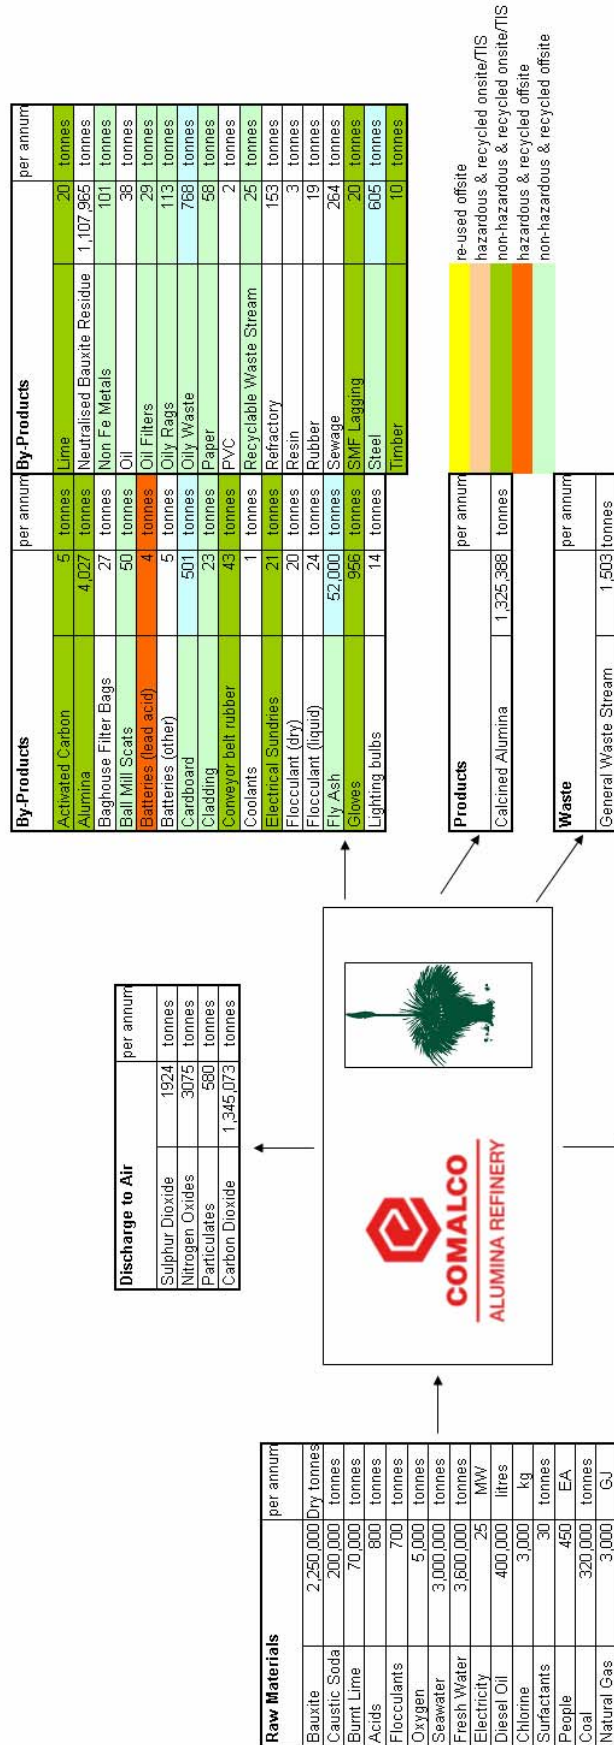 Raw Materials per annum
Bauxite 2,250,000 Dry tonnes
Caustic Soda 200,000 tonnes
Burnt Lime 70,000 tonnes
Acids 800 tonnes
Flocculants 700 tonnes
Oxygen 5,000 tonnes
Seawater 3,000,000 tonnes
Fresh Water 3,600,000 tonnes
Electricity 25 MW
Diesel Oil 400,000 litres
Chlorine 3,000 kg
Surfactants 30 tonnes
People 450 EA
Coal 320,000 tonnes
Natural Gas 3,000 GJ
Discharge to Air per annum
Sulphur Dioxide 1924 tonnes
Nitrogen Oxides 3075 tonnes
Particulates 580 tonnes
Carbon Dioxide 1,345,073 tonnes
COMALCO
ALUMINA REFINERY
By-Products per annum
Activated Carbon 5 tonnes
Alumina 4,027 tonnes
Baghouse Filter Bags 27 tonnes
Ball Mill Scats 50 tonnes
Batteries (lead acid) 4 tonnes
Batteries (other) 5 tonnes
Cardboard 501 tonnes
Cladding 23 tonnes
Conveyor belt rubber 43 tonnes
Coolants 1 tonnes
Electrical Sundries 21 tonnes
Flocculant (dry) 20 tonnes
Flocculant (liquid) 24 tonnes
Fly Ash 52,000 tonnes
Gloves 956 tonnes
Lighting bulbs 14 tonnes
By-Products per annum
Lime 20 tonnes
Neutralised Bauxite Residue 1,107,965 tonnes
Non Fe Metals 101 tonnes
Oil 38 tonnes
Oil Filters 29 tonnes
Oily Rags 113 tonnes
Oily Waste 768 tonnes
Paper 58 tonnes
PVC 2 tonnes
Recyclable Waste Stream 25 tonnes
Refractory 153 tonnes
Resin 3 tonnes
Rubber 19 tonnes
Sewage 264 tonnes
SMF Lagging 20 tonnes
Steel 605 tonnes
Timber 10 tonnes
Products per annum
Calcined Alumina 1,325,388 tonnes
Waste per annum
General Waste Stream 1,503 tonnes
re-used offsite
hazardous & recycled onsite/TIS
non-hazardous & recycled onsite/TIS
hazardous & recycled offsite
non-hazardous & recycled offsite